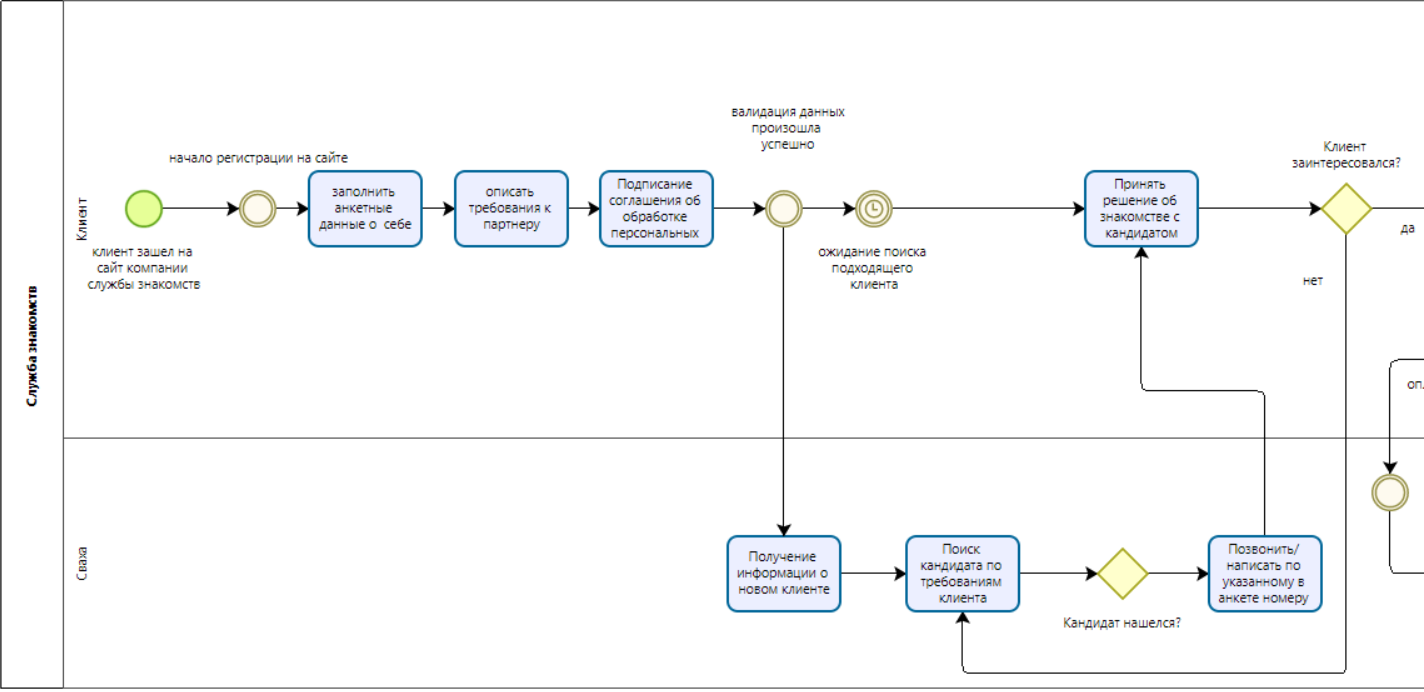 Служба знакомств
Клиент
клиент зашел на
сайт компании
службы знакомств
начало регистрации на сайте
заполнить
анкетные
данные о себе
описать
требования к
партнеру
Подписание
соглашения об
обработке
персональных
валидация данных
произошла
успешно
ожидание поиска
подходящего
клиента
Принять
решение об
знакомстве с
кандидатом
Клиент
заинтересовался?
да
нет
оп.
Сваха
Получение
информации о
новом клиенте
Поиск
кандидата по
требованиям
клиента
Кандидат нашелся?
Позвонить/
написать по
указанному в
анкете номеру